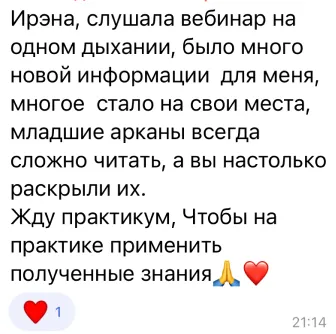 Ирэна, слушала вебинар на
одном дыхании, было много
новой информации  для меня,
многое  стало на свои места,
младшие арканы всегда
сложно читать, а вы настолько
раскрыли их.
Жду практикум, Чтобы на
практике применить
полученные знания🙏❤️
❤️ 1
21:14